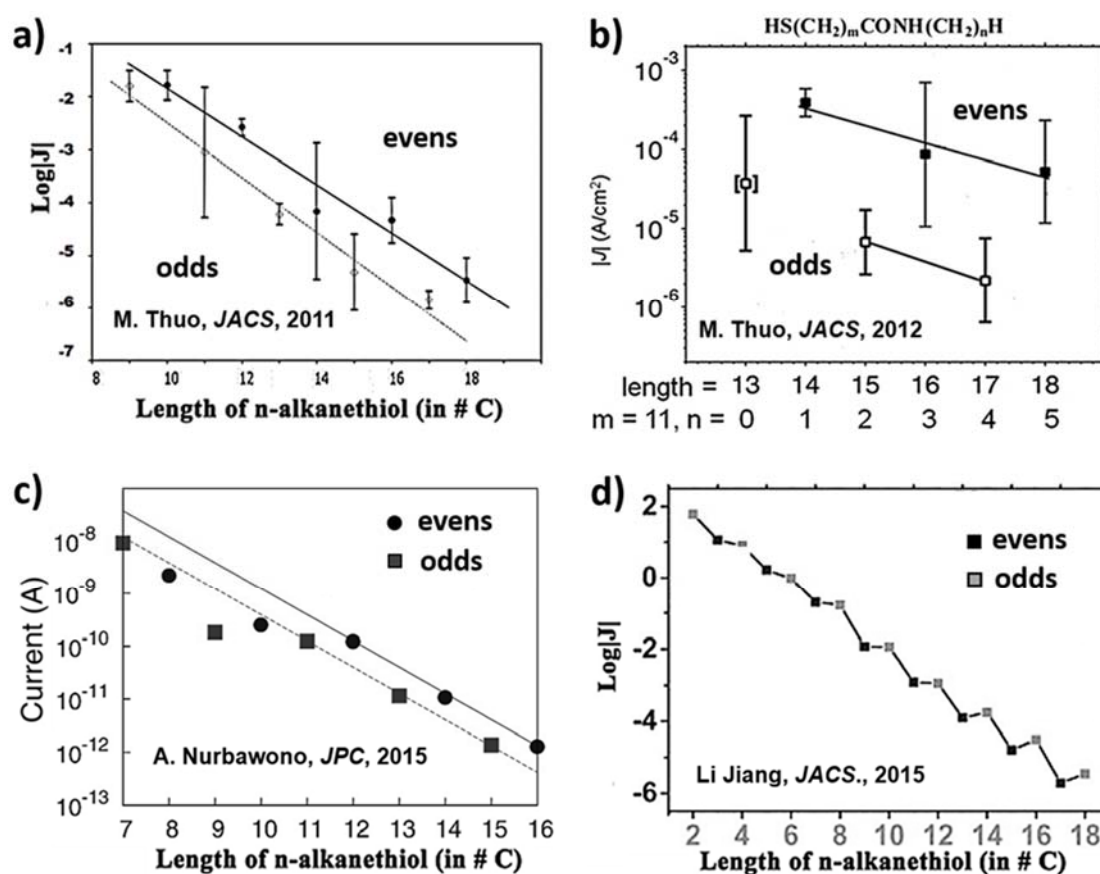 a)
-1
-2
-3
-4
-5
-6
-7
Log|J|
evens
odds
M. Thuo, JACS, 2011
8 10 12 14 16 18
Length of n-alkanethiol (in # C)
b)
HS(CH2)mCONH(CH2)nH
10-3
10-4
10-5
10-6
|J| (A/cm2)
evens
odds
M. Thuo, JACS, 2012
length = 13 14 15 16 17 18
m = 11, n = 0 1 2 3 4 5
c)
evens
odds
10-8
10-9
10-10
10-11
10-12
10-13
Current (A)
A. Nurbawono, JPC, 2015
7 8 9 10 11 12 13 14 15 16
Length of n-alkanethiol (in # C)
d)
evens
odds
2
0
-2
-4
-6
Log|J|
Li Jiang, JACS., 2015
2 4 6 8 10 12 14 16 18
Length of n-alkanethiol (in # C)